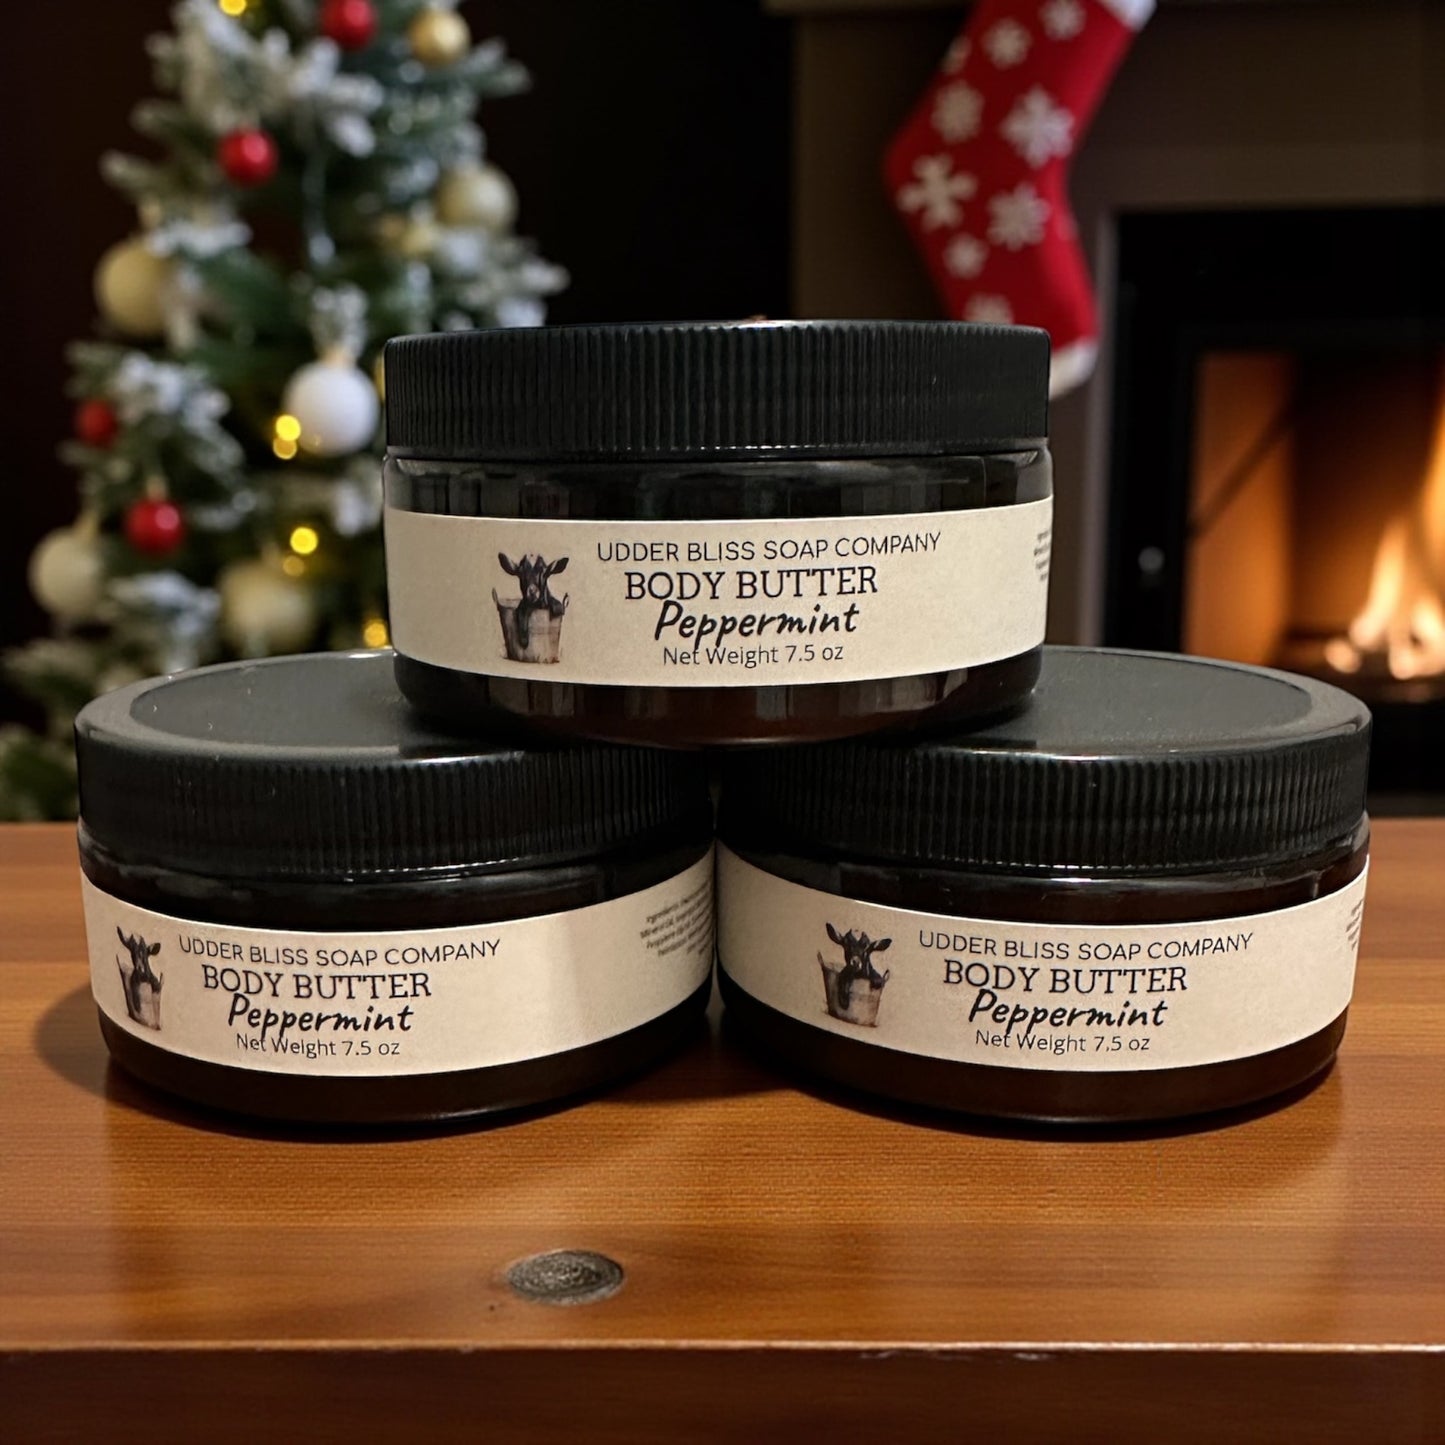 UDDER BLISS SOAP COMPANY
BODY BUTTER
Peppermint
Net Weight 7.5 oz
UDDER BLISS SOAP COMPANY
BODY BUTTER
Peppermint
Net Weight 7.5 oz
UDDER BLISS SOAP COMPANY
BODY BUTTER
Peppermint
Net Weight 7.5 oz